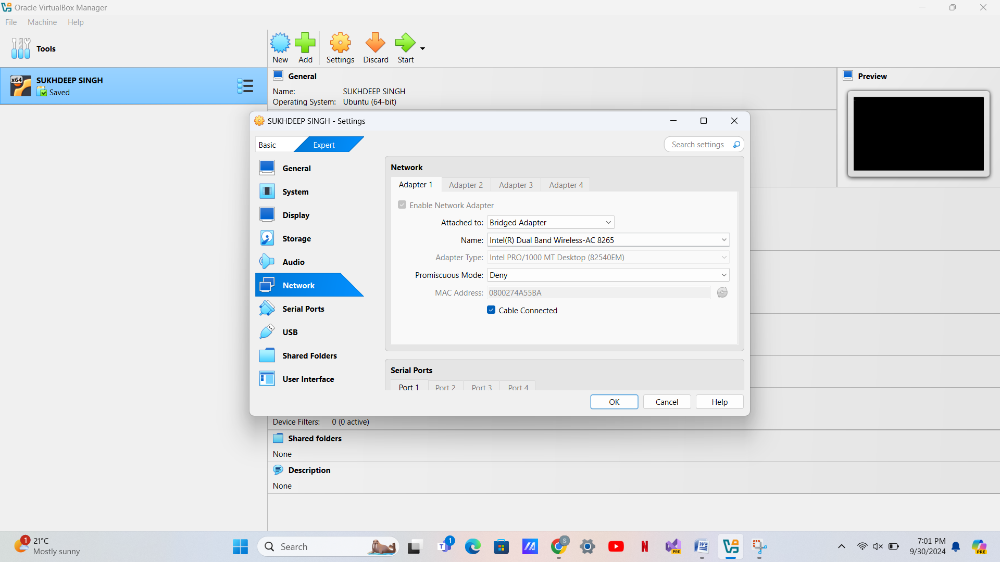 Oracle VirtualBox Manager
File Machine Help
Tools
New Add Settings Discard Start
x64
SUKHDEEP SINGH
Saved
General
Name: SUKHDEEP SINGH
Operating System: Ubuntu (64-bit)
Preview
SUKHDEEP SINGH - Settings
Basic Expert
Search settings
General
System
Display
Storage
Audio
Network
Serial Ports
USB
Shared Folders
User Interface
Network
Adapter 1 Adapter 2 Adapter 3 Adapter 4
Enable Network Adapter
Attached to: Bridged Adapter
Name: Intel(R) Dual Band Wireless-AC 8265
Adapter Type: Intel PRO/1000 MT Desktop (82540EM)
Promiscuous Mode: Deny
MAC Address: 0800274A55BA
Cable Connected
Serial Ports
Port 1 Port 2 Port 3 Port 4
OK Cancel Help
Device Filters: 0 (0 active)
Shared folders
None
Description
None
1
21°C
Mostly sunny
Search
T
1
S
N
PRE
W
7:01 PM
9/30/2024
PRE